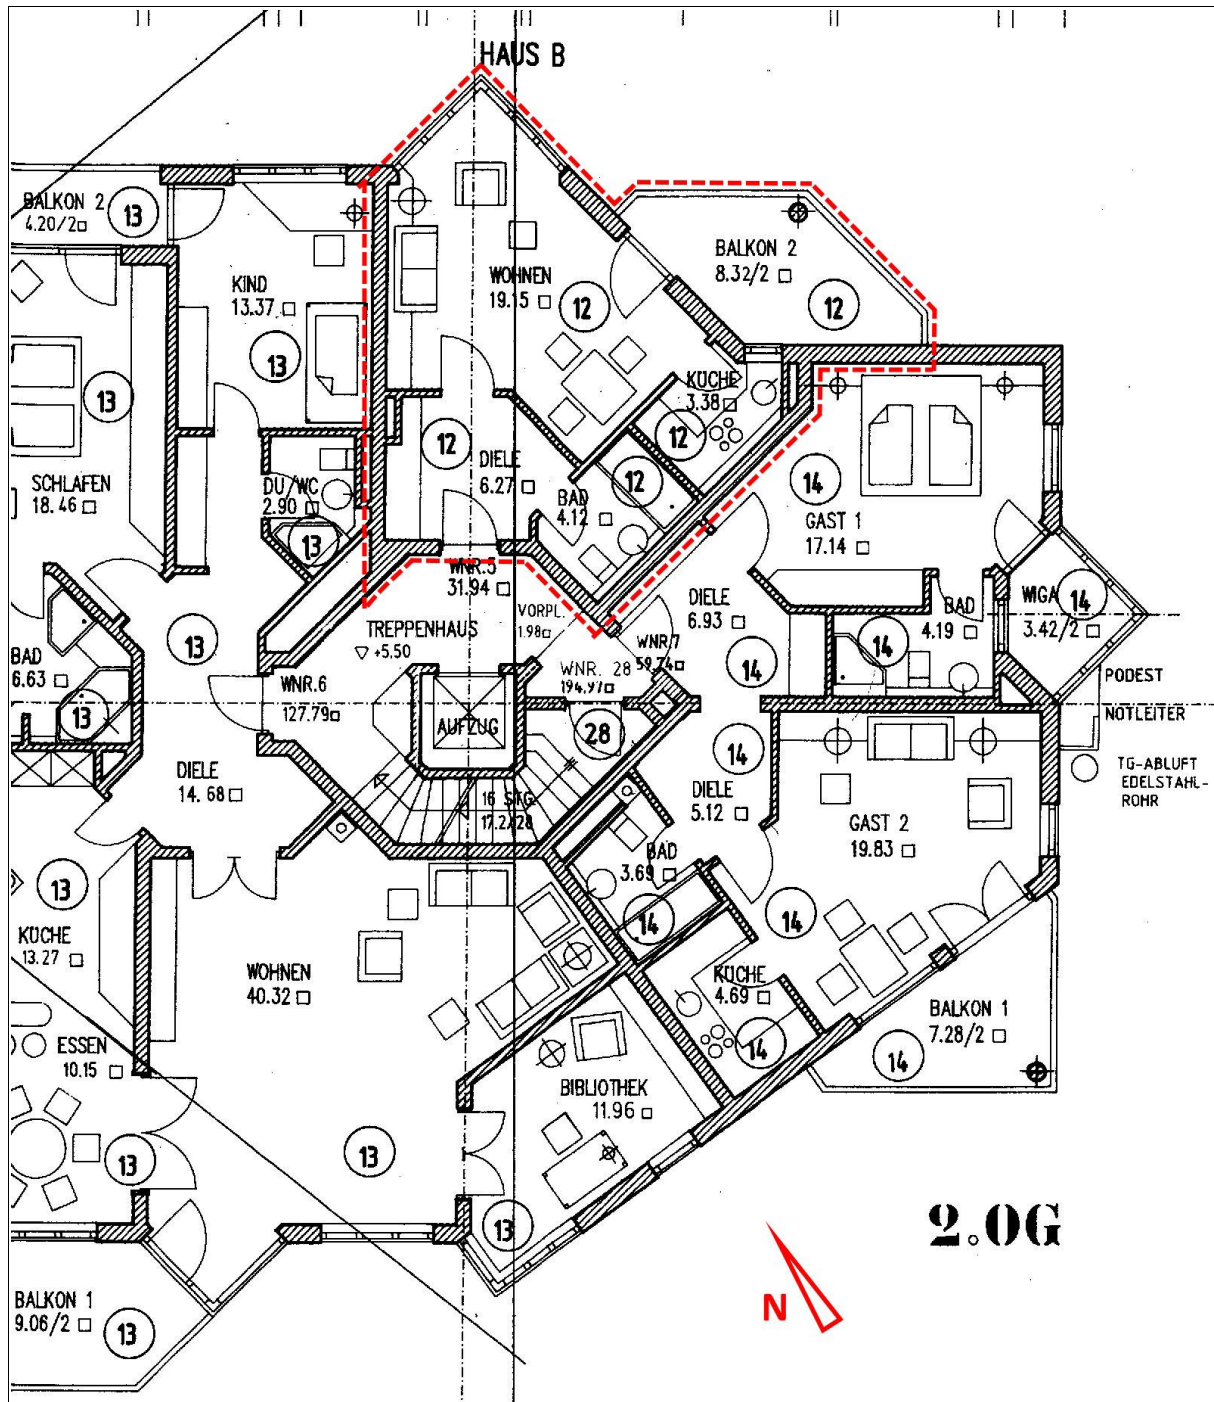 HAUS B
BALKON 2
4.20/2□
13
KIND
13.37 □
13
WOHNEN
19.15 □
12
BALKON 2
8.32/2 □
12
KÜCHE
3.38 □
12
SCHLAFEN
18.46 □
13
DU/WC
2.90 □
13
12
DIELE
6.27 □
BAD
4.12 □
12
14
GAST 1
17.14 □
WNR.5
31.94 □
VORPL.
1.98□
TREPPENHAUS
▽ +5.50
DIELE
6.93 □
14
BAD
4.19 □
14
WIGA
3.42/2 □
14
BAD
6.63 □
13
13
WNR.6
127.79□
AUFZUG
WNR. 28
194.97□
28
WNR.7
59.74□
PODEST
NOTLEITER
TG-ABLUFT
EDELSTAHL-
ROHR
DIELE
14.68 □
16 STG.
17.2/28
14
DIELE
5.12 □
GAST 2
19.83 □
BAD
3.69 □
14
14
13
KÜCHE
13.27 □
WOHNEN
40.32 □
KÜCHE
4.69 □
14
BALKON 1
7.28/2 □
14
ESSEN
10.15 □
13
BIBLIOTHEK
11.96 □
13
13
2.OG
BALKON 1
9.06/2 □
13
N